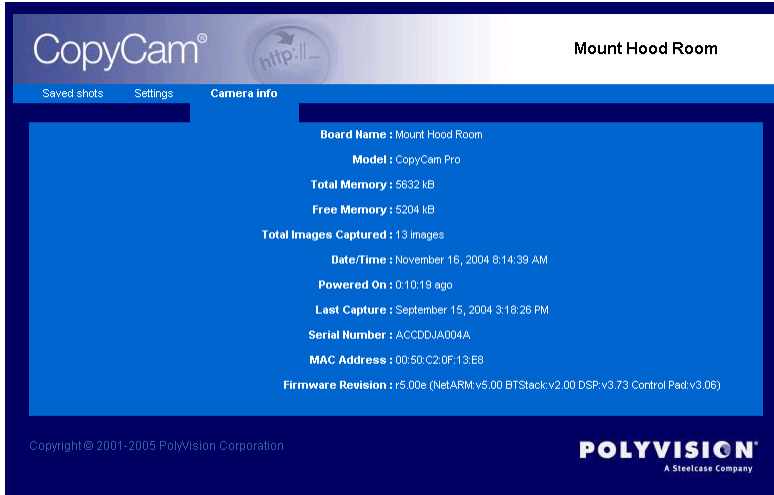 CopyCam®
http://_
Mount Hood Room
Saved shots Settings Camera info
Board Name : Mount Hood Room
Model : CopyCam Pro
Total Memory : 5632 kB
Free Memory : 5204 kB
Total Images Captured : 13 images
Date/Time : November 16, 2004 8:14:39 AM
Powered On : 0:10:19 ago
Last Capture : September 15, 2004 3:18:26 PM
Serial Number : ACCDDJA004A
MAC Address : 00:50:C2:0F:13:E8
Firmware Revision : r5.00e (NetARM:v5.00 BTStack:v2.00 DSP:v3.73 Control Pad:v3.06)
Copyright © 2001-2005 PolyVision Corporation
POLYVISION
A Steelcase Company